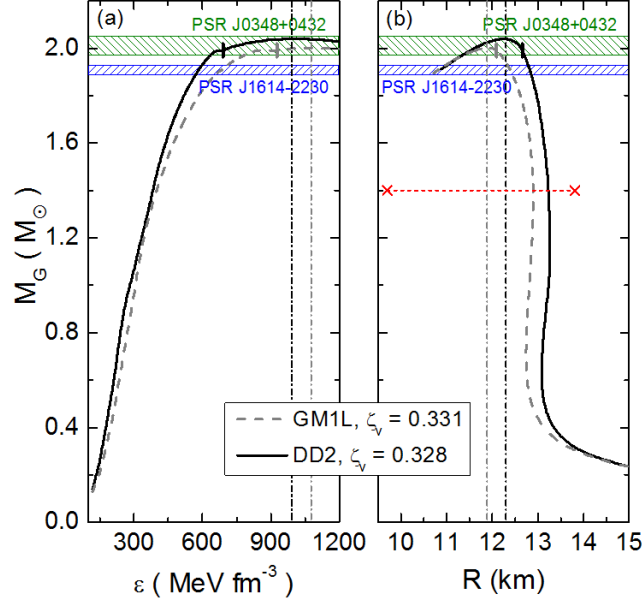 (a) PSR J0348+0432
PSR J1614-2230
(b) PSR J0348+0432
PSR J1614-2230
M_G ( M_⊙ )
2.0
1.6
1.2
0.8
0.4
0.0
GM1L, ζ_v = 0.331
DD2, ζ_v = 0.328
300 600 900 1200
ε ( MeV fm⁻³ )
10 11 12 13 14 15
R (km)